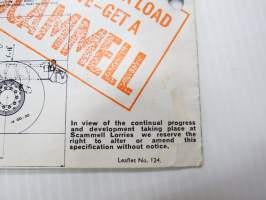 LOAD
-GET A
SCAMMELL
In view of the continual progress
and development taking place at
Scammell Lorries we reserve the
right to alter or amend this
specification without notice.
Leaflet No. 124.